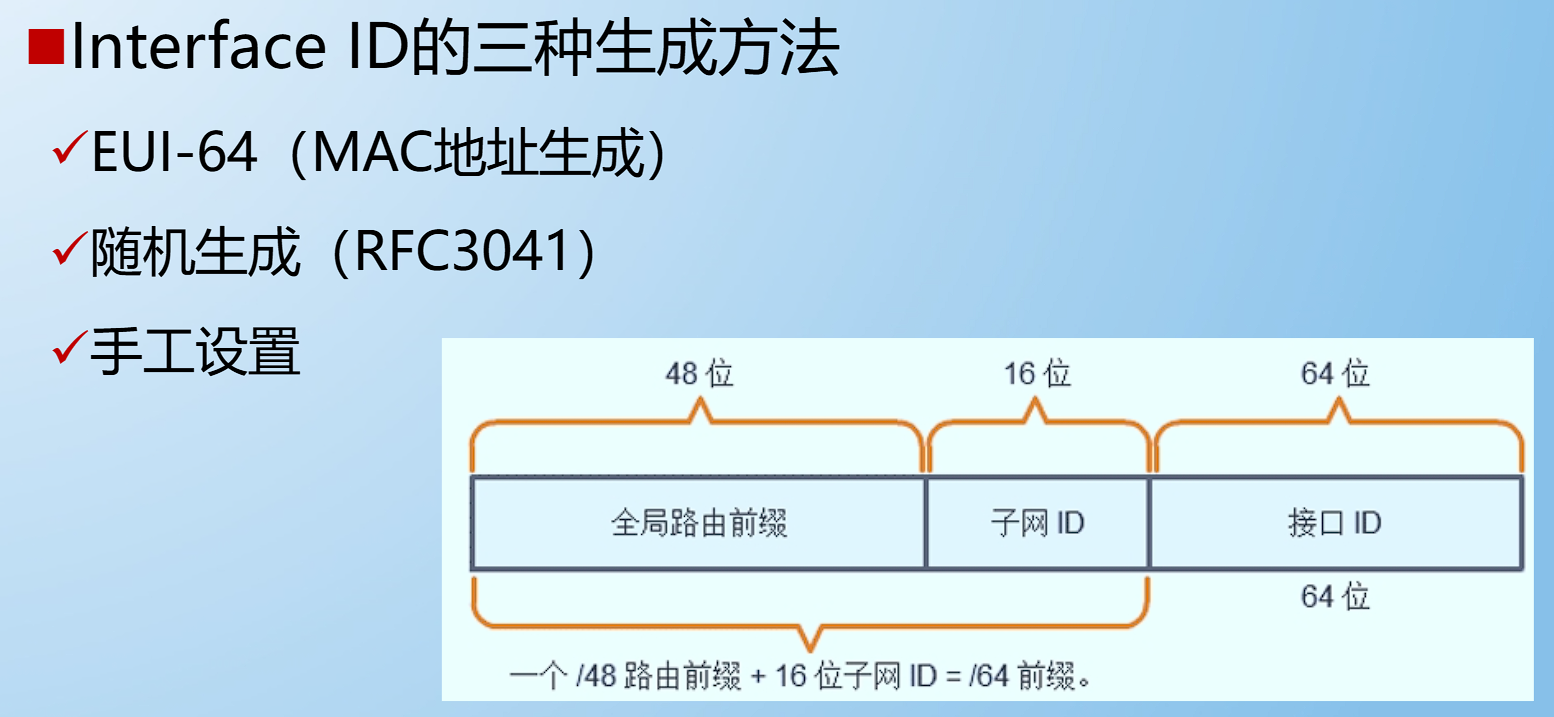 Interface ID的三种生成方法
EUI-64（MAC地址生成）
随机生成（RFC3041）
手工设置
48 位
16 位
64 位
全局路由前缀
子网 ID
接口 ID
64 位
一个 /48 路由前缀 + 16 位子网 ID = /64 前缀。